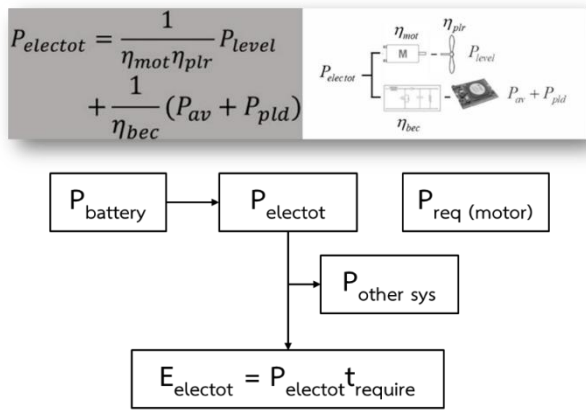 P_electot = 1/(η_mot η_plr) P_level
+ 1/η_bec (P_av + P_pld)
η_mot η_plr
M
P_level
P_electot
P_av + P_pld
η_bec
P_battery
P_electot
P_req (motor)
P_other sys
E_electot = P_electot t_require